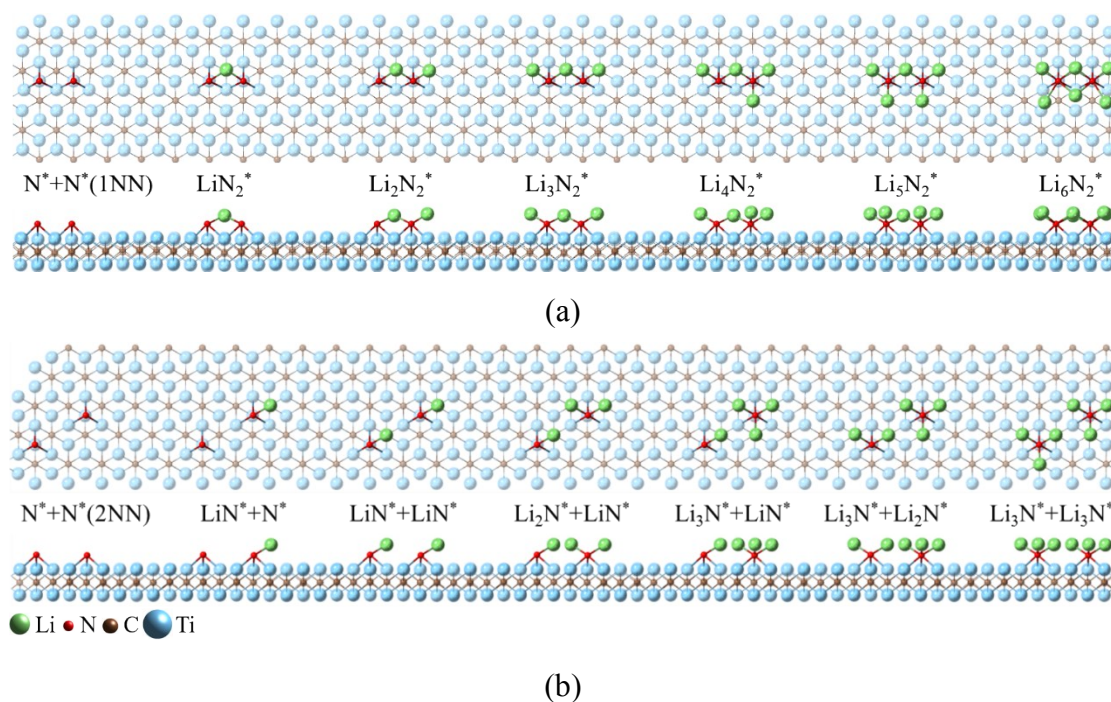 N*+N*(1NN) LiN₂* Li₂N₂* Li₃N₂* Li₄N₂* Li₅N₂* Li₆N₂*
(a)
N*+N*(2NN) LiN*+N* LiN*+LiN* Li₂N*+LiN* Li₃N*+LiN* Li₃N*+Li₂N* Li₃N*+Li₃N*
Li N C Ti
(b)